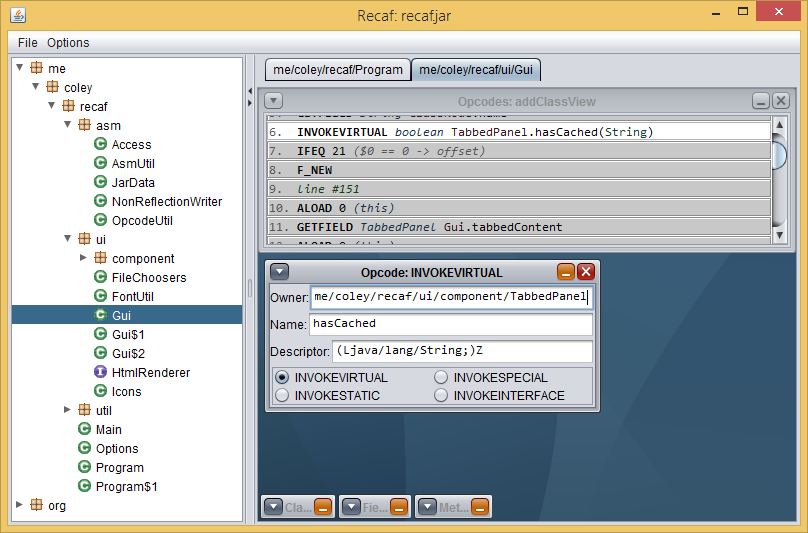 Recaf: recaf.jar
File Options
me
coley
recaf
asm
Access
AsmUtil
JarData
NonReflectionWriter
OpcodeUtil
ui
component
FileChoosers
FontUtil
Gui
Gui$1
Gui$2
HtmlRenderer
Icons
util
Main
Options
Program
Program$1
org
me/coley/recaf/Program me/coley/recaf/ui/Gui
Opcodes: addClassView
6. INVOKEVIRTUAL boolean TabbedPanel.hasCached(String)
7. IFEQ 21 ($0 == 0 -> offset)
8. F_NEW
9. line #151
10. ALOAD 0 (this)
11. GETFIELD TabbedPanel Gui.tabbedContent
Opcode: INVOKEVIRTUAL
Owner: me/coley/recaf/ui/component/TabbedPanel
Name: hasCached
Descriptor: (Ljava/lang/String;)Z
INVOKEVIRTUAL INVOKESPECIAL
INVOKESTATIC INVOKEINTERFACE
Cla... Fie... Met...